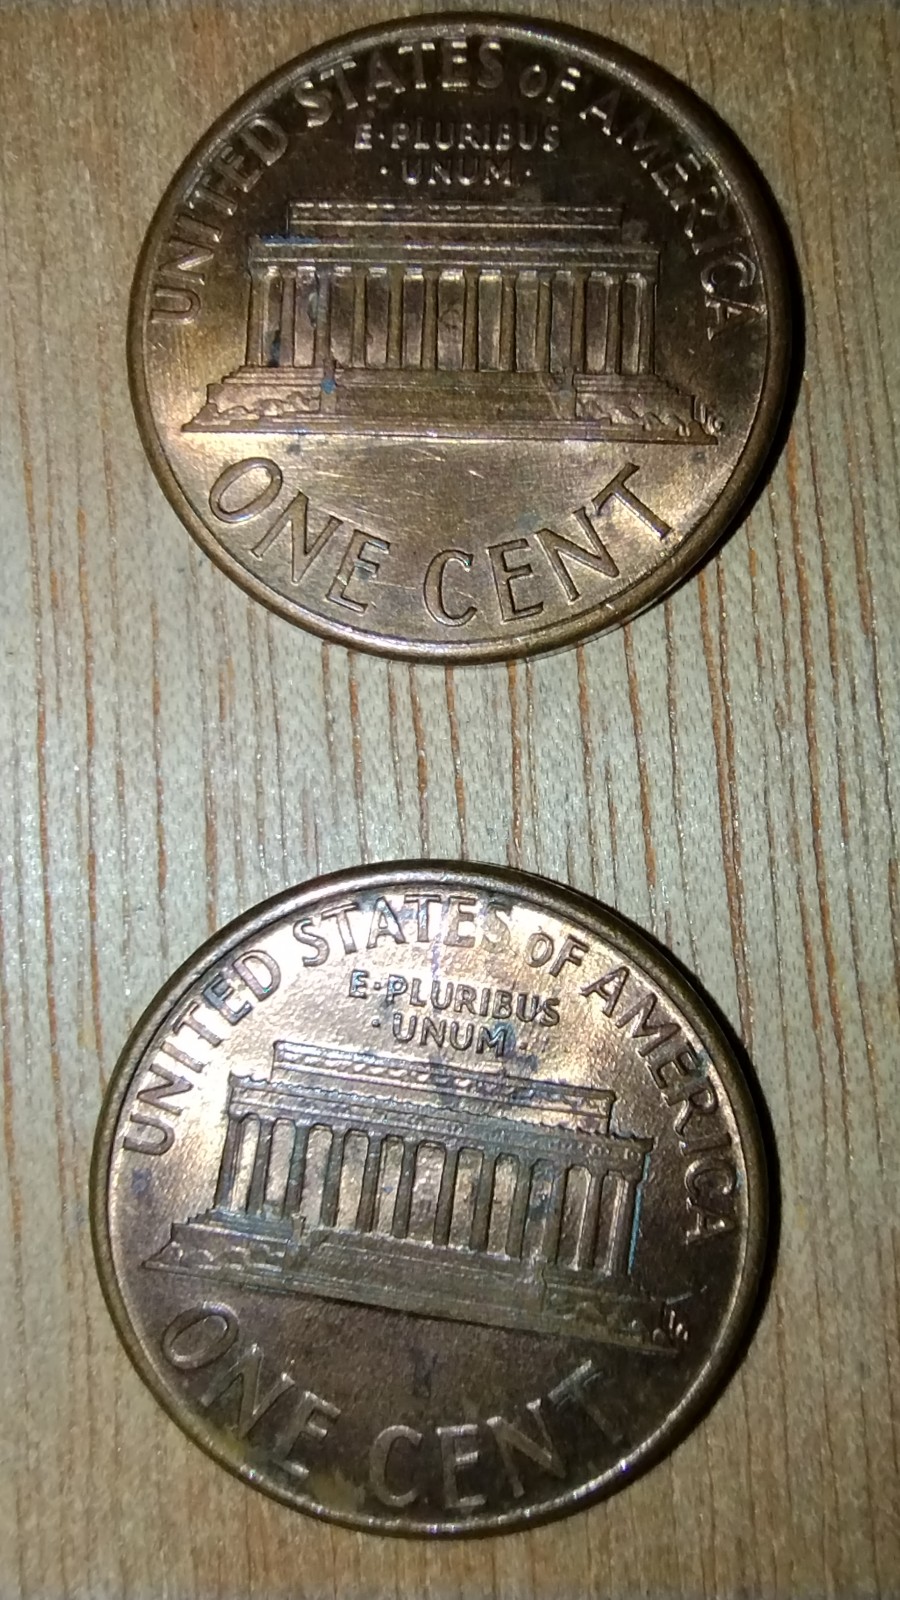 UNITED STATES OF AMERICA
E·PLURIBUS
·UNUM·
ONE CENT
UNITED STATES OF AMERICA
E·PLURIBUS
·UNUM·
ONE CENT